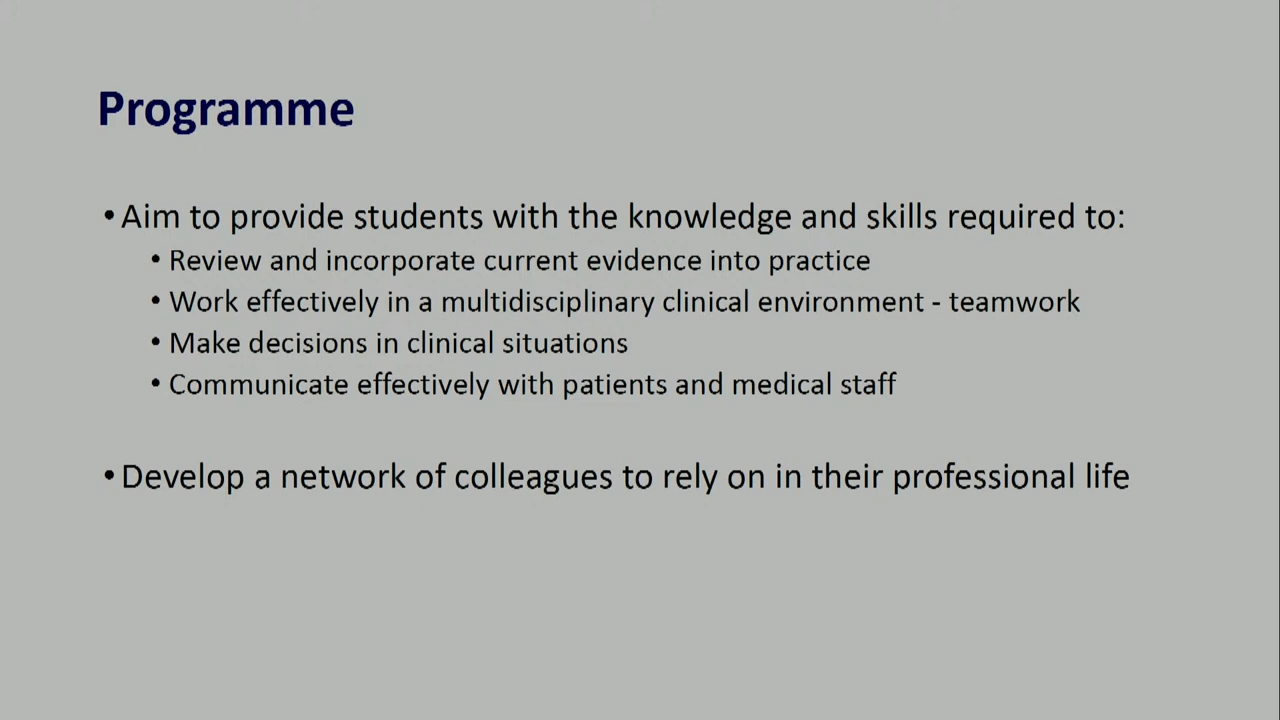 Programme
• Aim to provide students with the knowledge and skills required to:
• Review and incorporate current evidence into practice
• Work effectively in a multidisciplinary clinical environment - teamwork
• Make decisions in clinical situations
• Communicate effectively with patients and medical staff
• Develop a network of colleagues to rely on in their professional life